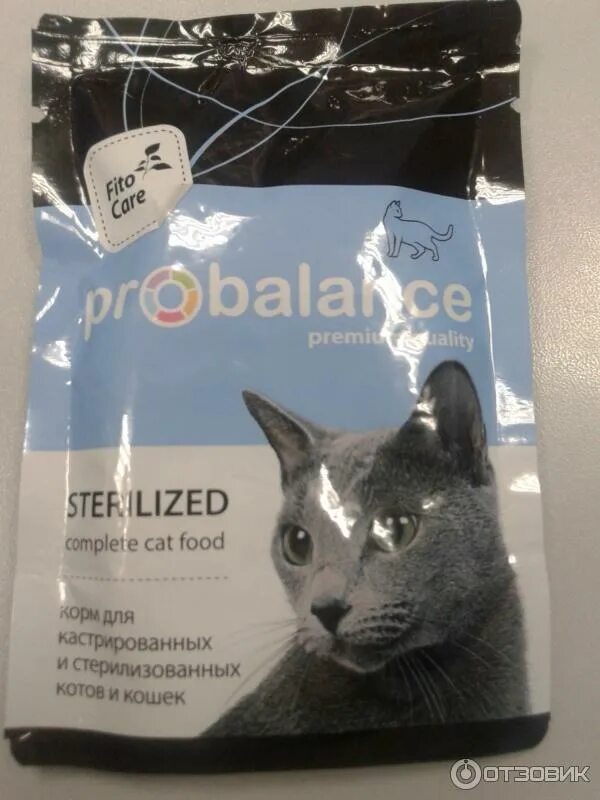 Fito
Care
probalance
premium quality
STERILIZED
complete cat food
корм для
кастрированных
и стерилизованных
котов и кошек
ОТЗОВИК